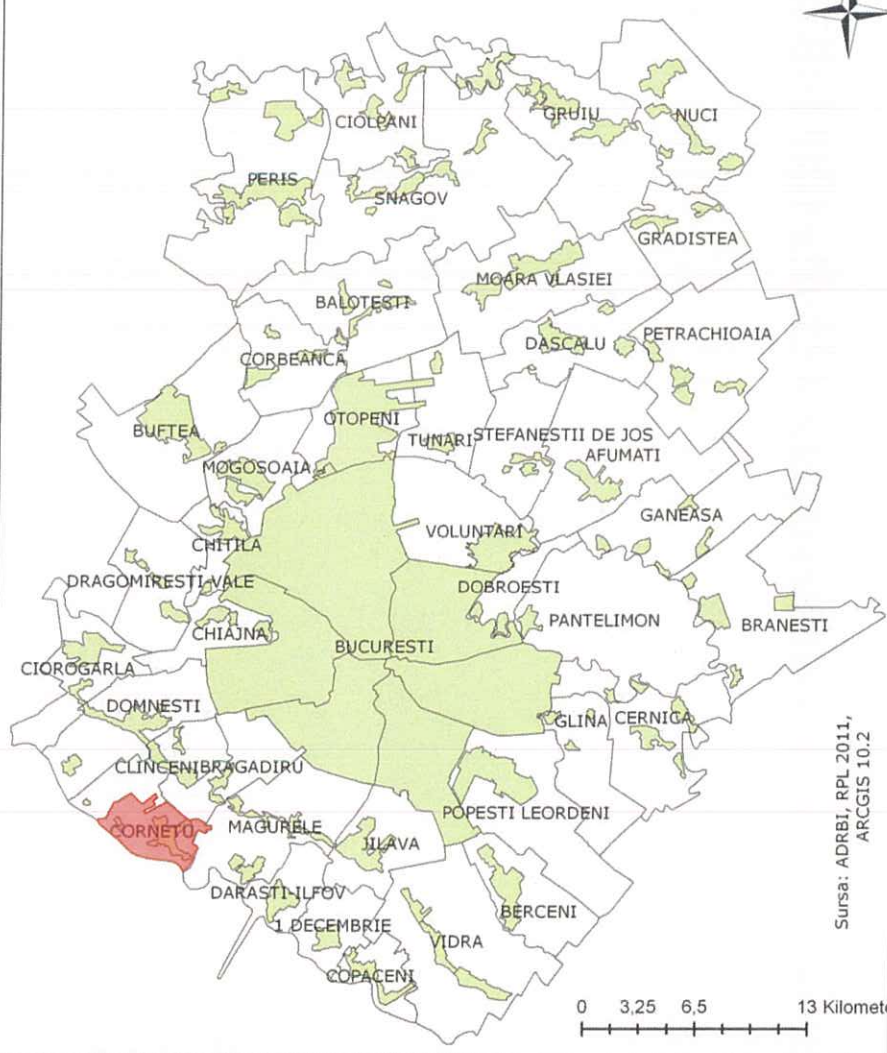 CIOLPANI
GRUIU
NUCI
PERIS
SNAGOV
GRADISTEA
MOARA VLASIEI
BALOTESTI
DASCALU
PETRACHIOAIA
CORBEANCA
OTOPENI
BUFTEA
TUNARI
STEFANESTII DE JOS
AFUMATI
MOGOSOAIA
GANEASA
VOLUNTARI
CHITILA
DRAGOMIRESTI-VALE
DOBROESTI
PANTELIMON
BRANESTI
CHIAJNA
BUCURESTI
CIOROGARLA
DOMNESTI
GLINA
CERNICA
CLINCENI
BRAGADIRU
POPESTI LEORDENI
CORNETU
MAGURELE
JILAVA
DARASTI-ILFOV
BERCENI
1 DECEMBRIE
VIDRA
COPACENI
Sursa: ADRBI, RPL 2011,
ARCGIS 10.2
0 3,25 6,5 13 Kilomete